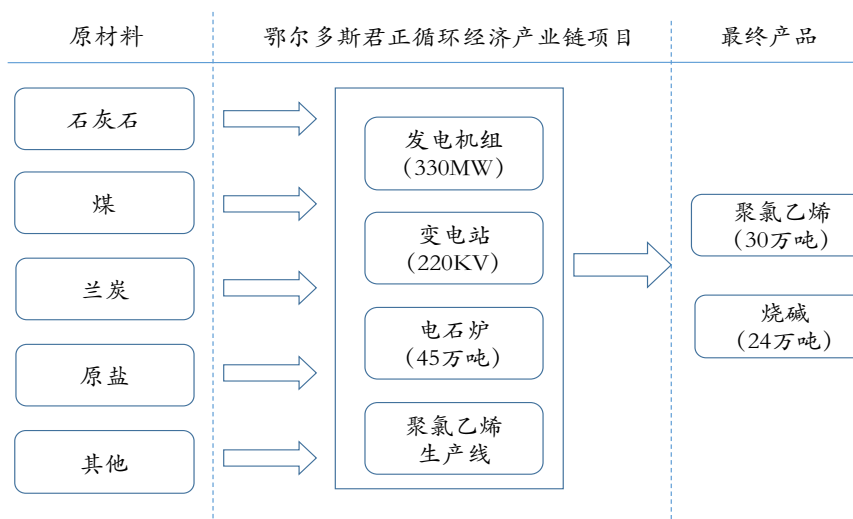 原材料
鄂尔多斯君正循环经济产业链项目
最终产品
石灰石
煤
兰炭
原盐
其他
发电机组
（330MW）
变电站
（220KV）
电石炉
（45万吨）
聚氯乙烯
生产线
聚氯乙烯
（30万吨）
烧碱
（24万吨）